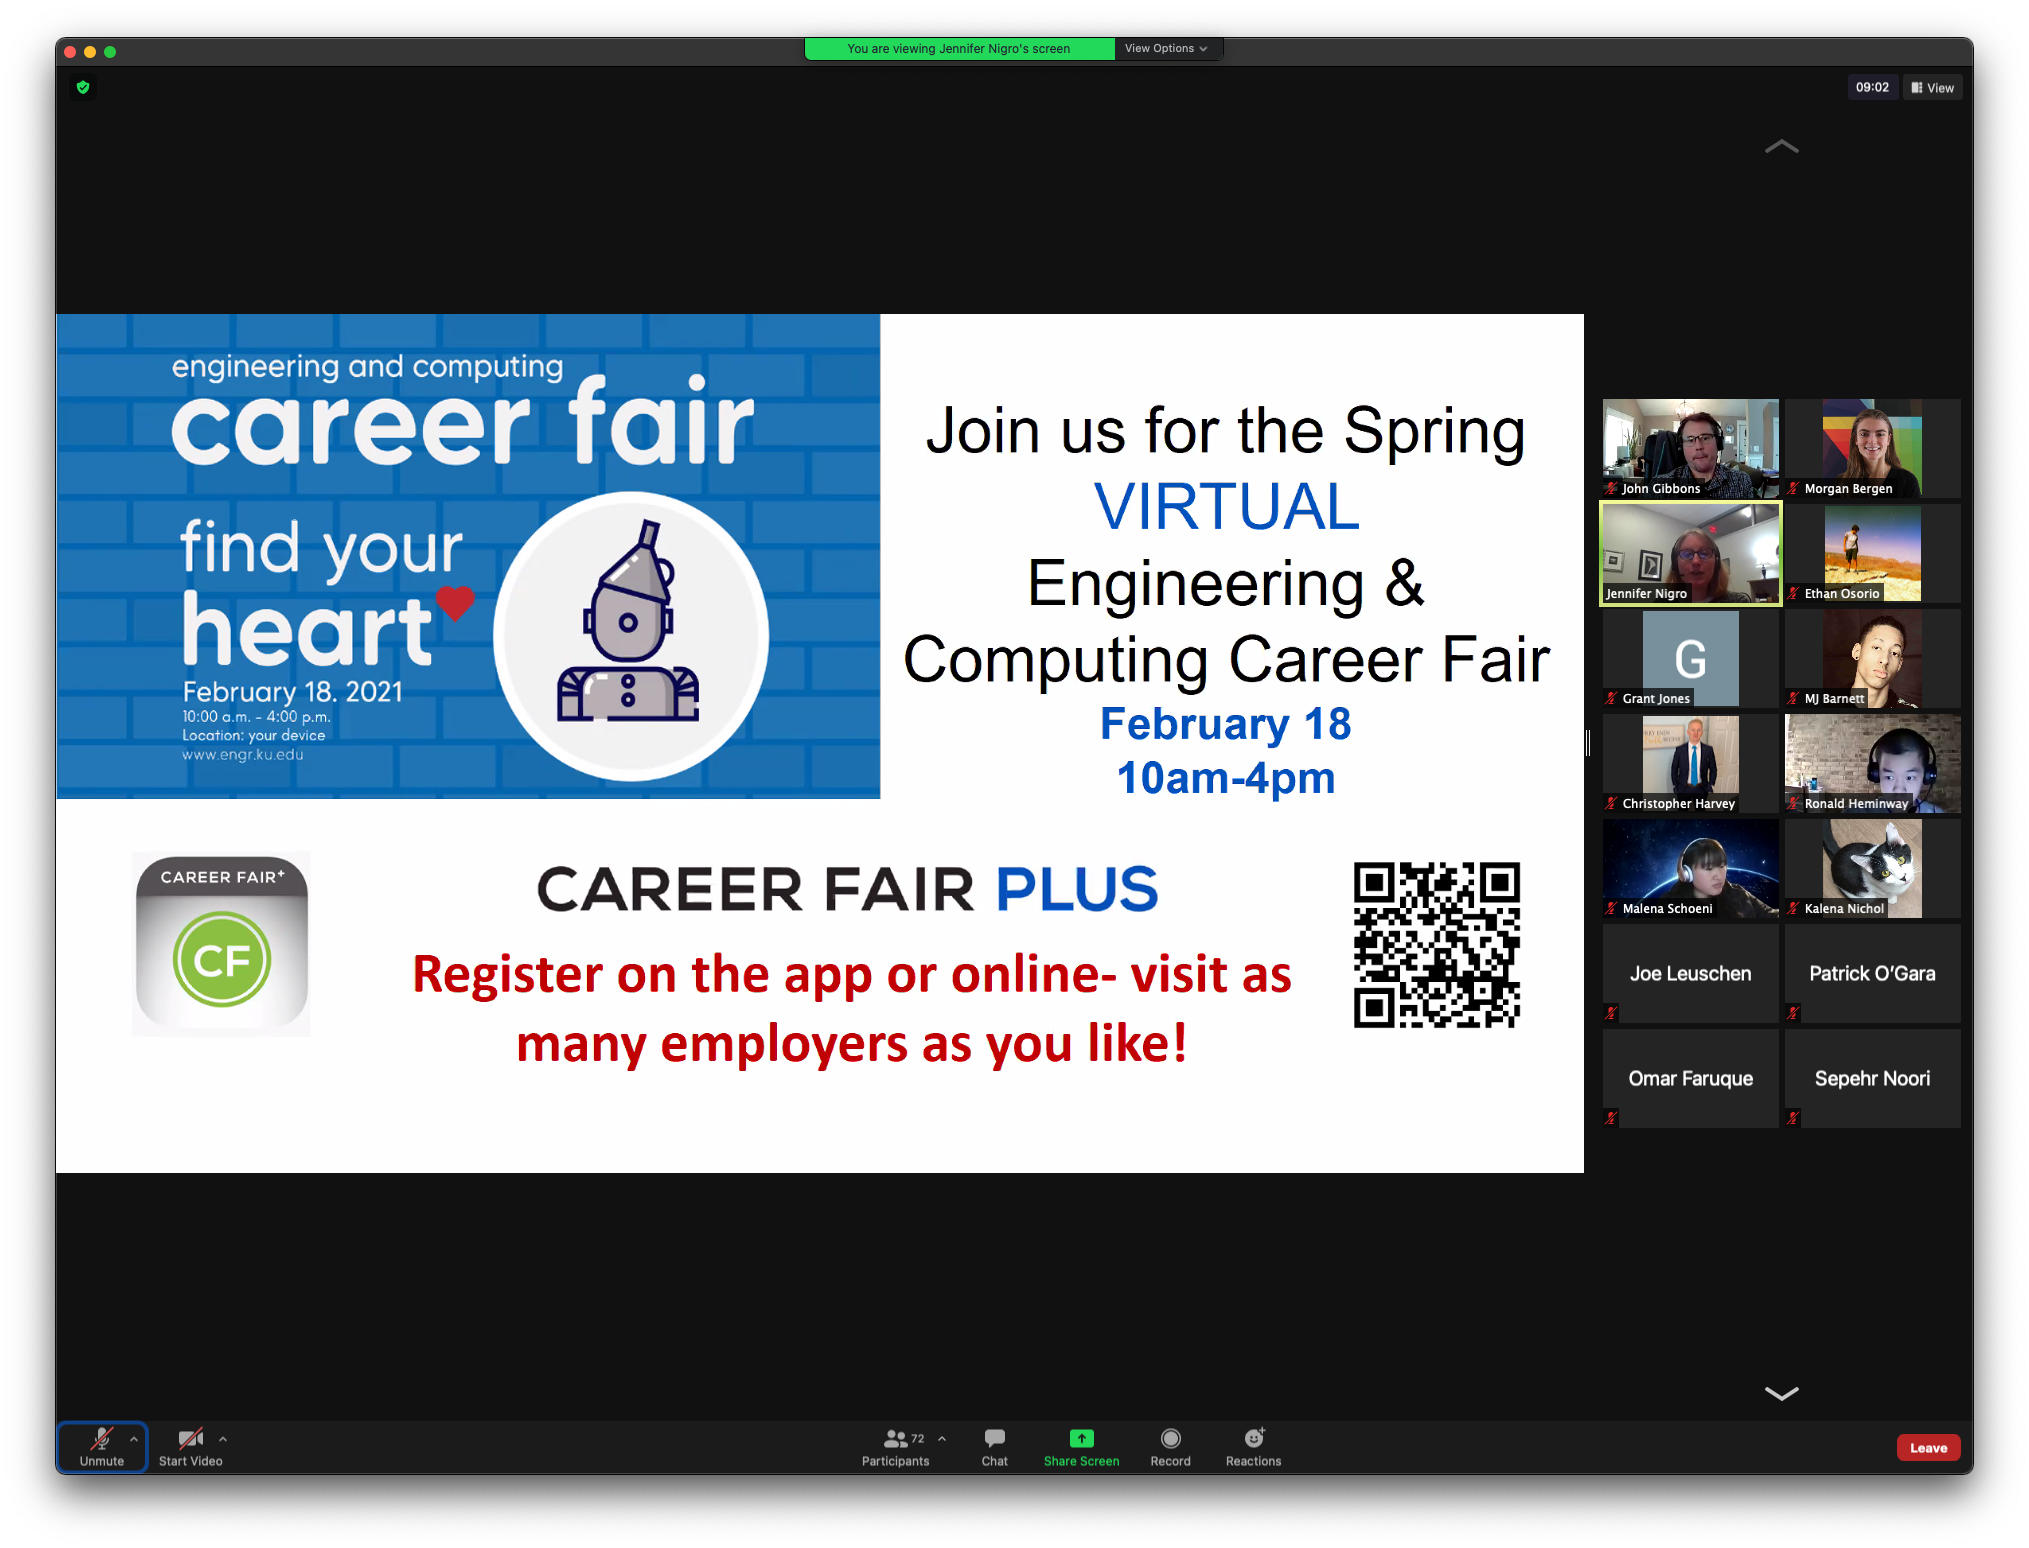 You are viewing Jennifer Nigro's screen
View Options
09:02
View
engineering and computing
career fair
find your
heart
February 18. 2021
10:00 a.m. - 4:00 p.m.
Location: your device
www.engr.ku.edu
Join us for the Spring
VIRTUAL
Engineering &
Computing Career Fair
February 18
10am-4pm
CAREER FAIR+
CF
CAREER FAIR PLUS
Register on the app or online- visit as
many employers as you like!
John Gibbons
Morgan Bergen
Jennifer Nigro
Ethan Osorio
G
Grant Jones
MJ Barnett
Christopher Harvey
Ronald Heminway
Malena Schoeni
Kalena Nichol
Joe Leuschen
Patrick O'Gara
Omar Faruque
Sepehr Noori
Unmute
Start Video
72
Participants
Chat
Share Screen
Record
Reactions
Leave